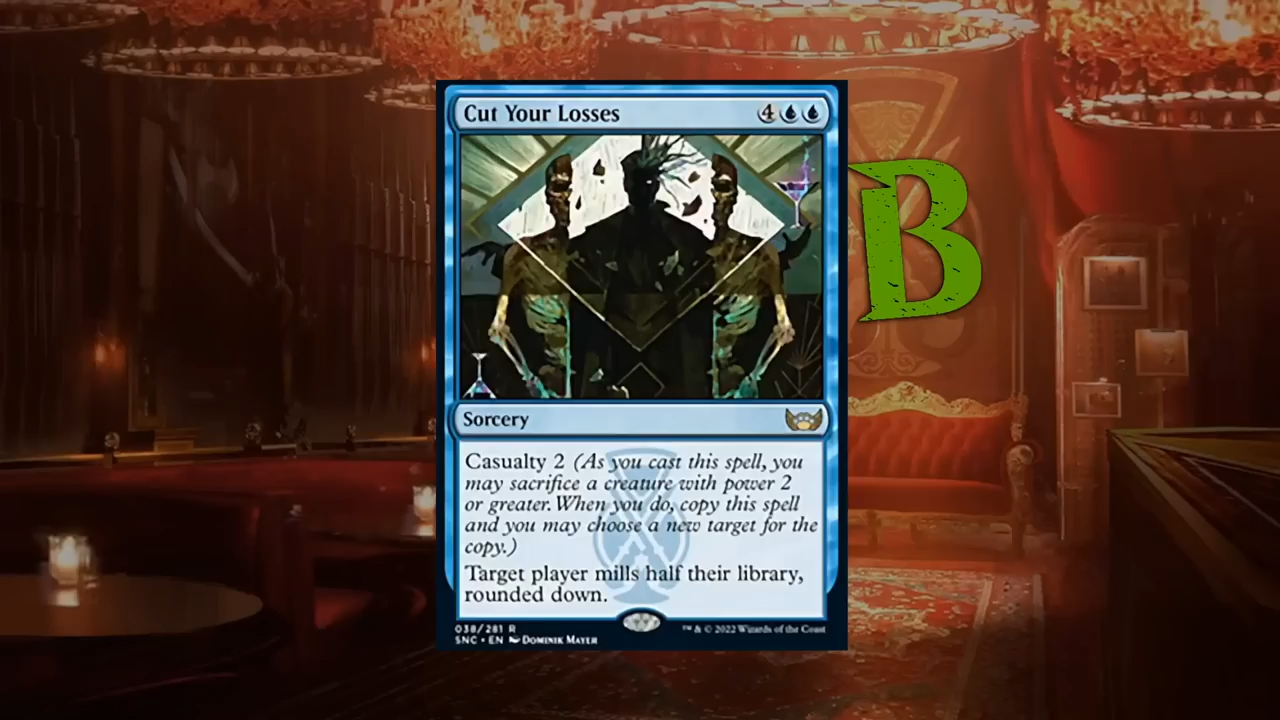 Cut Your Losses 4
B
Sorcery
Casualty 2 (As you cast this spell, you
may sacrifice a creature with power 2
or greater. When you do, copy this spell
and you may choose a new target for the
copy.)
Target player mills half their library,
rounded down.
038/281 R
™ & © 2022 Wizards of the Coast
SNC • EN Dominik Mayer